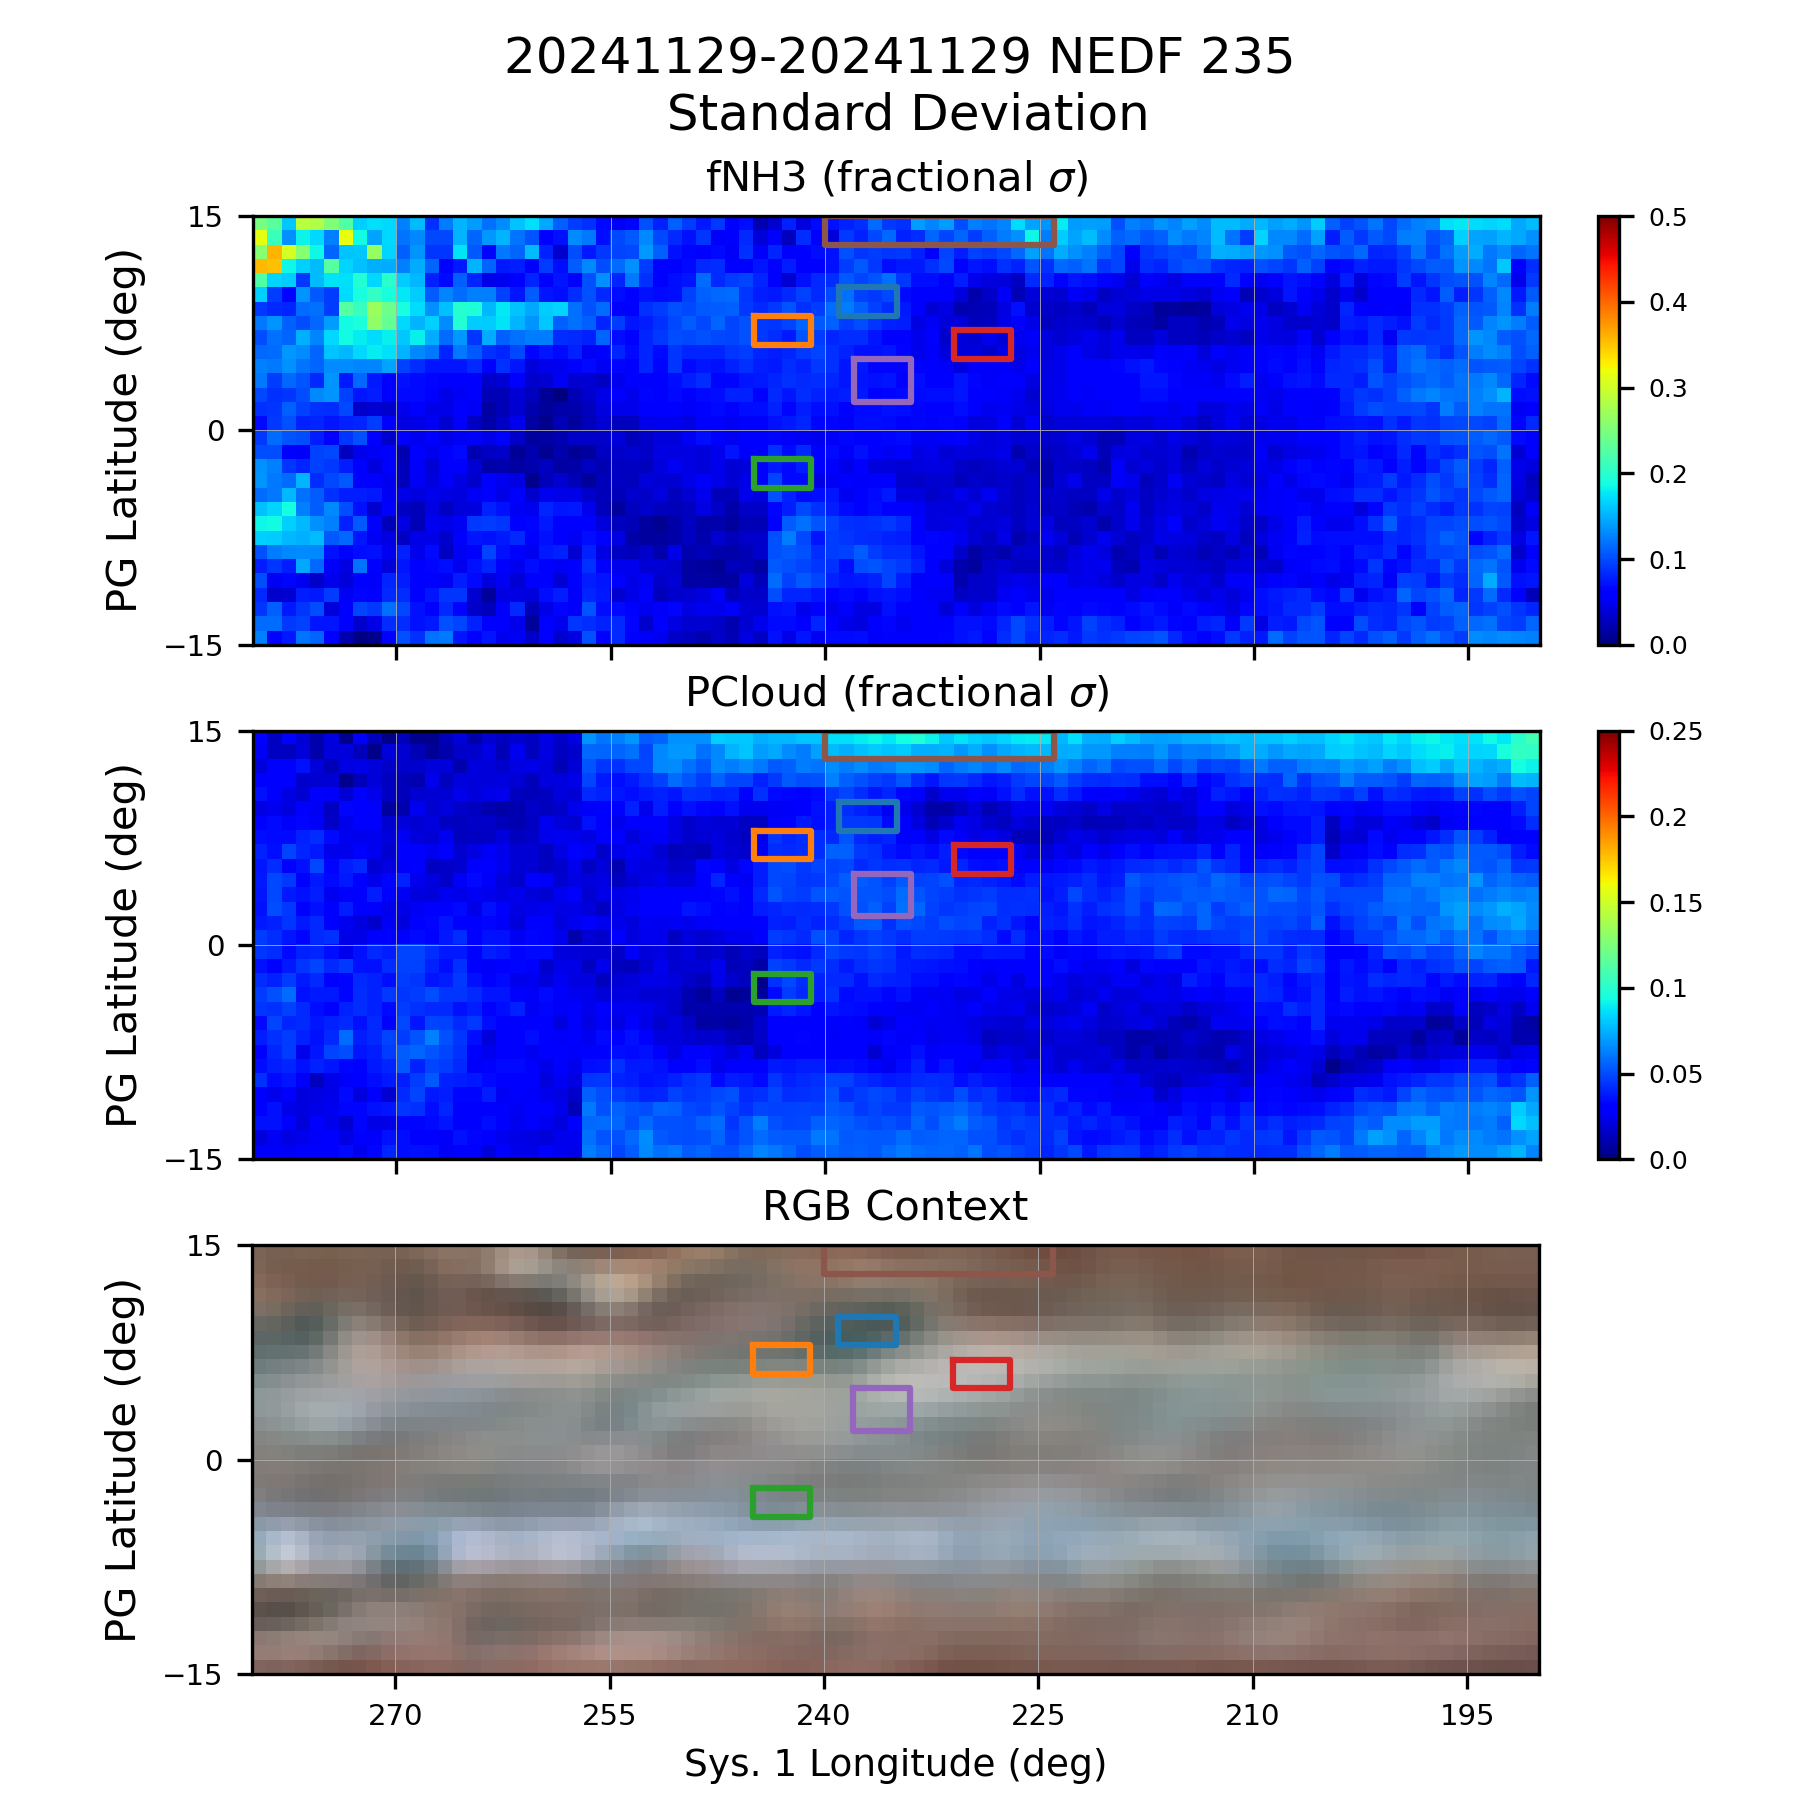 20241129-20241129 NEDF 235
Standard Deviation
fNH3 (fractional σ)
15
0
−15
PG Latitude (deg)
0.5
0.4
0.3
0.2
0.1
0.0
PCloud (fractional σ)
15
0
−15
PG Latitude (deg)
0.25
0.2
0.15
0.1
0.05
0.0
RGB Context
15
0
−15
PG Latitude (deg)
270 255 240 225 210 195
Sys. 1 Longitude (deg)